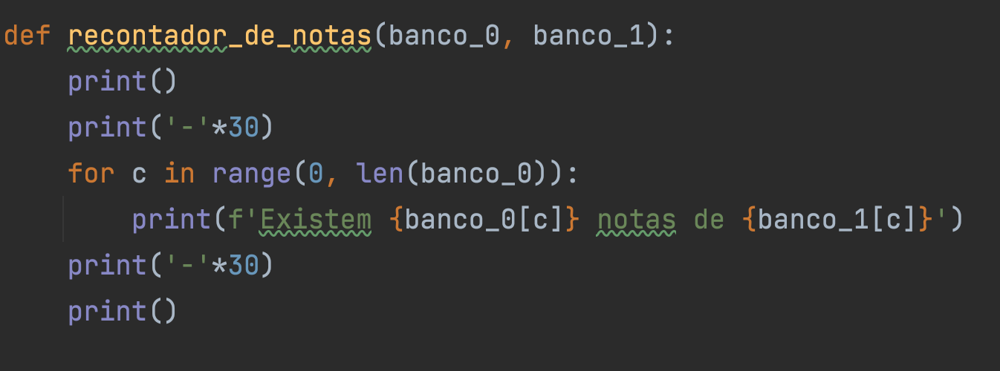 def recontador_de_notas(banco_0, banco_1):
    print()
    print('-'*30)
    for c in range(0, len(banco_0)):
        print(f'Existem {banco_0[c]} notas de {banco_1[c]}')
    print('-'*30)
    print()